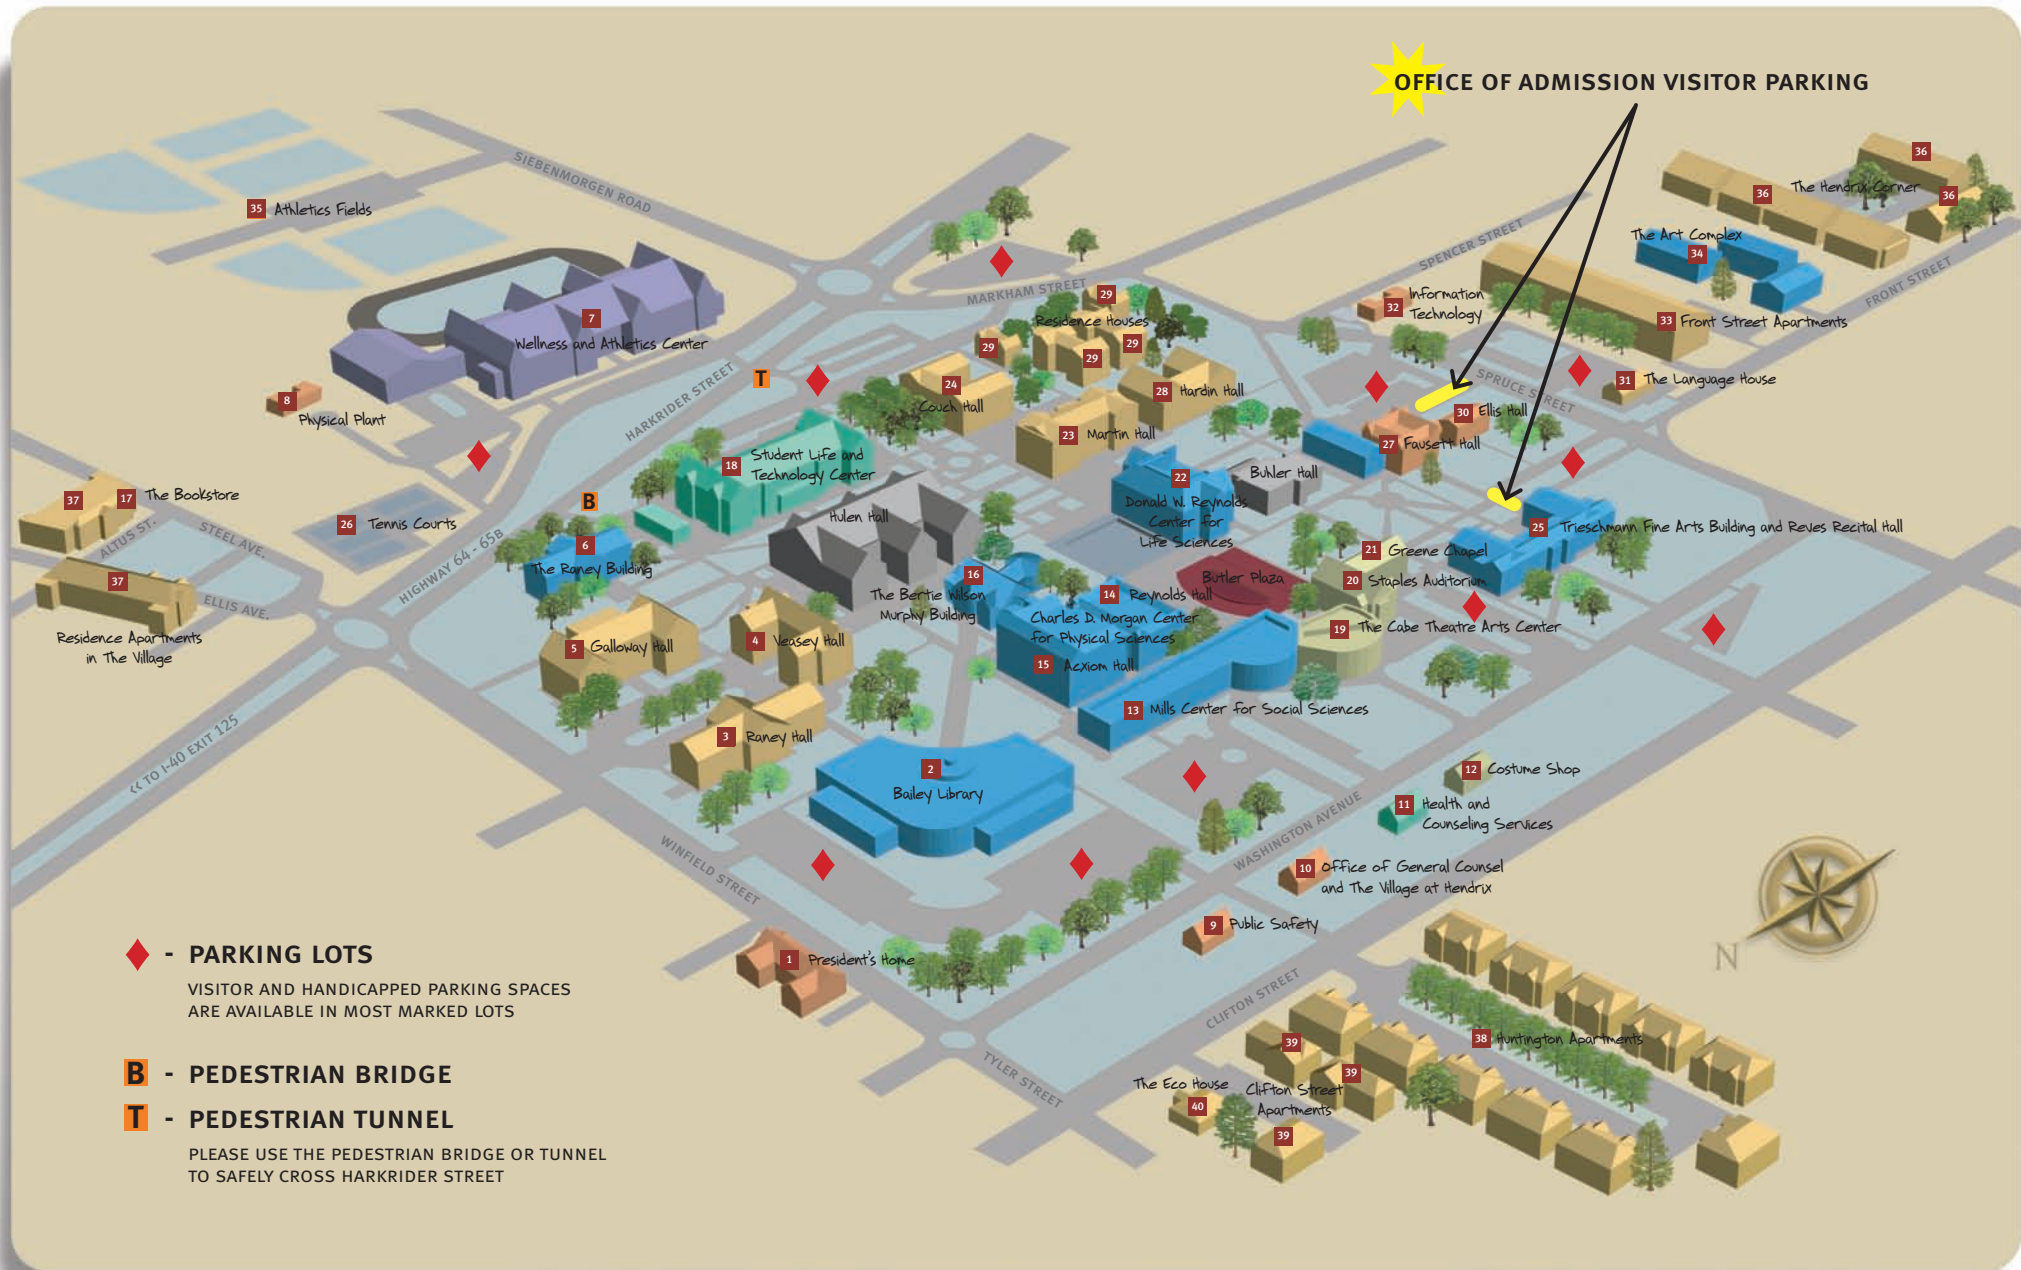 OFFICE OF ADMISSION VISITOR PARKING
36
The Hendrix Corner
36
36
SIEBENMORGEN ROAD
35 Athletics Fields
SPENCER STREET
The Art Complex
34
FRONT STREET
MARKHAM STREET
29
Residence Houses
29
29
29
32 Information
Technology
33 Front Street Apartments
7
Wellness and Athletics Center
HARKRIDER STREET
T
8
Physical Plant
24
Couch Hall
28 Hardin Hall
SPRUCE STREET
31 The Language House
30 Ellis Hall
27 Fausett Hall
23 Martin Hall
18 Student Life and
Technology Center
Buhler Hall
22
Donald W. Reynolds
Center for
Life Sciences
37
17 The Bookstore
ALTUS ST.
STEEL AVE.
26 Tennis Courts
B
HIGHWAY 64 - 65B
Hulen Hall
25 Trieschmann Fine Arts Building and Reves Recital Hall
6
The Raney Building
21 Greene Chapel
20 Staples Auditorium
Butler Plaza
37
ELLIS AVE.
Residence Apartments
in The Village
16
The Bertie Wilson
Murphy Building
14 Reynolds Hall
Charles D. Morgan Center
for Physical Sciences
15 Acxiom Hall
19 The Cabe Theatre Arts Center
5 Galloway Hall
4 Veasey Hall
13 Mills Center for Social Sciences
3 Raney Hall
<< TO I-40 EXIT 125
2
Bailey Library
12 Costume Shop
11 Health and
Counseling Services
WASHINGTON AVENUE
10 Office of General Counsel
and The Village at Hendrix
WINFIELD STREET
9 Public Safety
1 President's Home
N
CLIFTON STREET
TYLER STREET
38 Huntington Apartments
39
39
Clifton Street
Apartments
39
The Eco House
40
- PARKING LOTS
VISITOR AND HANDICAPPED PARKING SPACES
ARE AVAILABLE IN MOST MARKED LOTS
B - PEDESTRIAN BRIDGE
T - PEDESTRIAN TUNNEL
PLEASE USE THE PEDESTRIAN BRIDGE OR TUNNEL
TO SAFELY CROSS HARKRIDER STREET